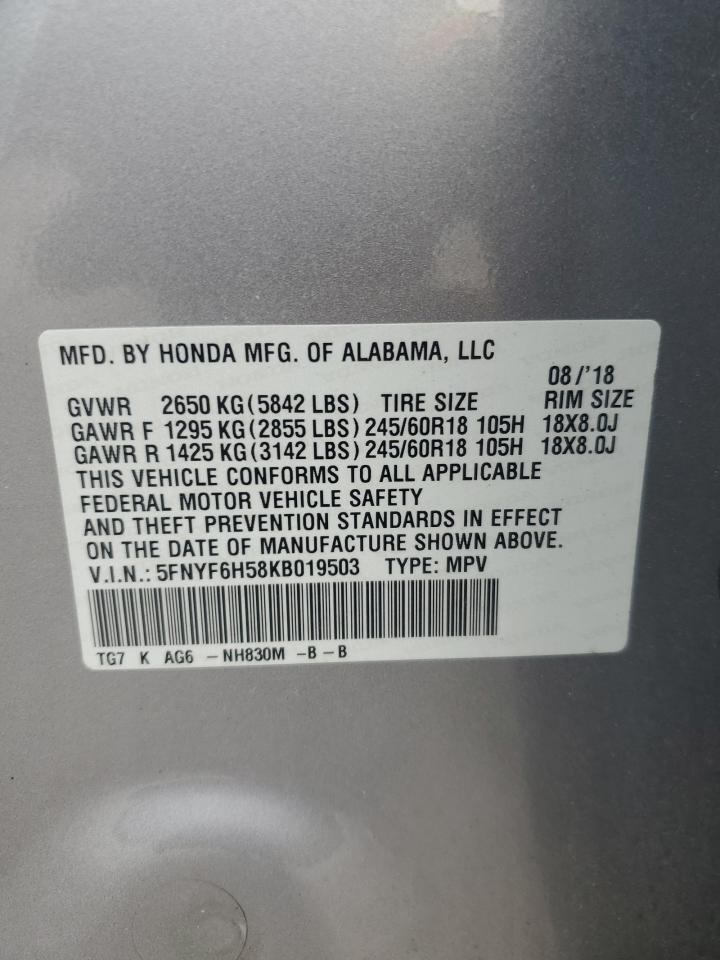 MFD. BY HONDA MFG. OF ALABAMA, LLC
08/'18
GVWR 2650 KG (5842 LBS) TIRE SIZE RIM SIZE
GAWR F 1295 KG (2855 LBS) 245/60R18 105H 18X8.0J
GAWR R 1425 KG (3142 LBS) 245/60R18 105H 18X8.0J
THIS VEHICLE CONFORMS TO ALL APPLICABLE
FEDERAL MOTOR VEHICLE SAFETY
AND THEFT PREVENTION STANDARDS IN EFFECT
ON THE DATE OF MANUFACTURE SHOWN ABOVE.
V.I.N.: 5FNYF6H58KB019503 TYPE: MPV
TG7 K AG6 -NH830M -B-B